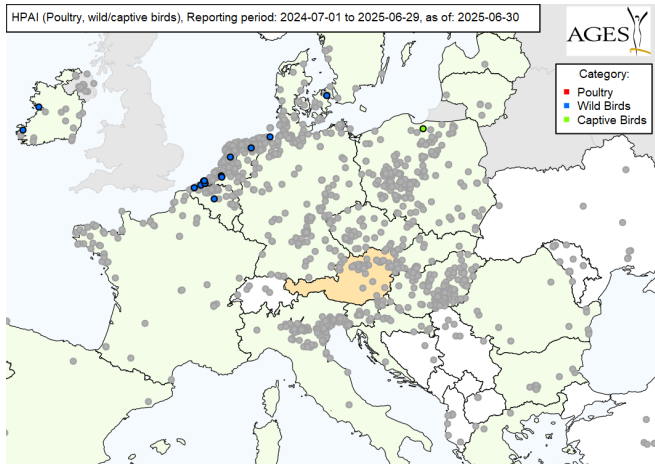 HPAI (Poultry, wild/captive birds), Reporting period: 2024-07-01 to 2025-06-29, as of: 2025-06-30
AGES
Category:
Poultry
Wild Birds
Captive Birds